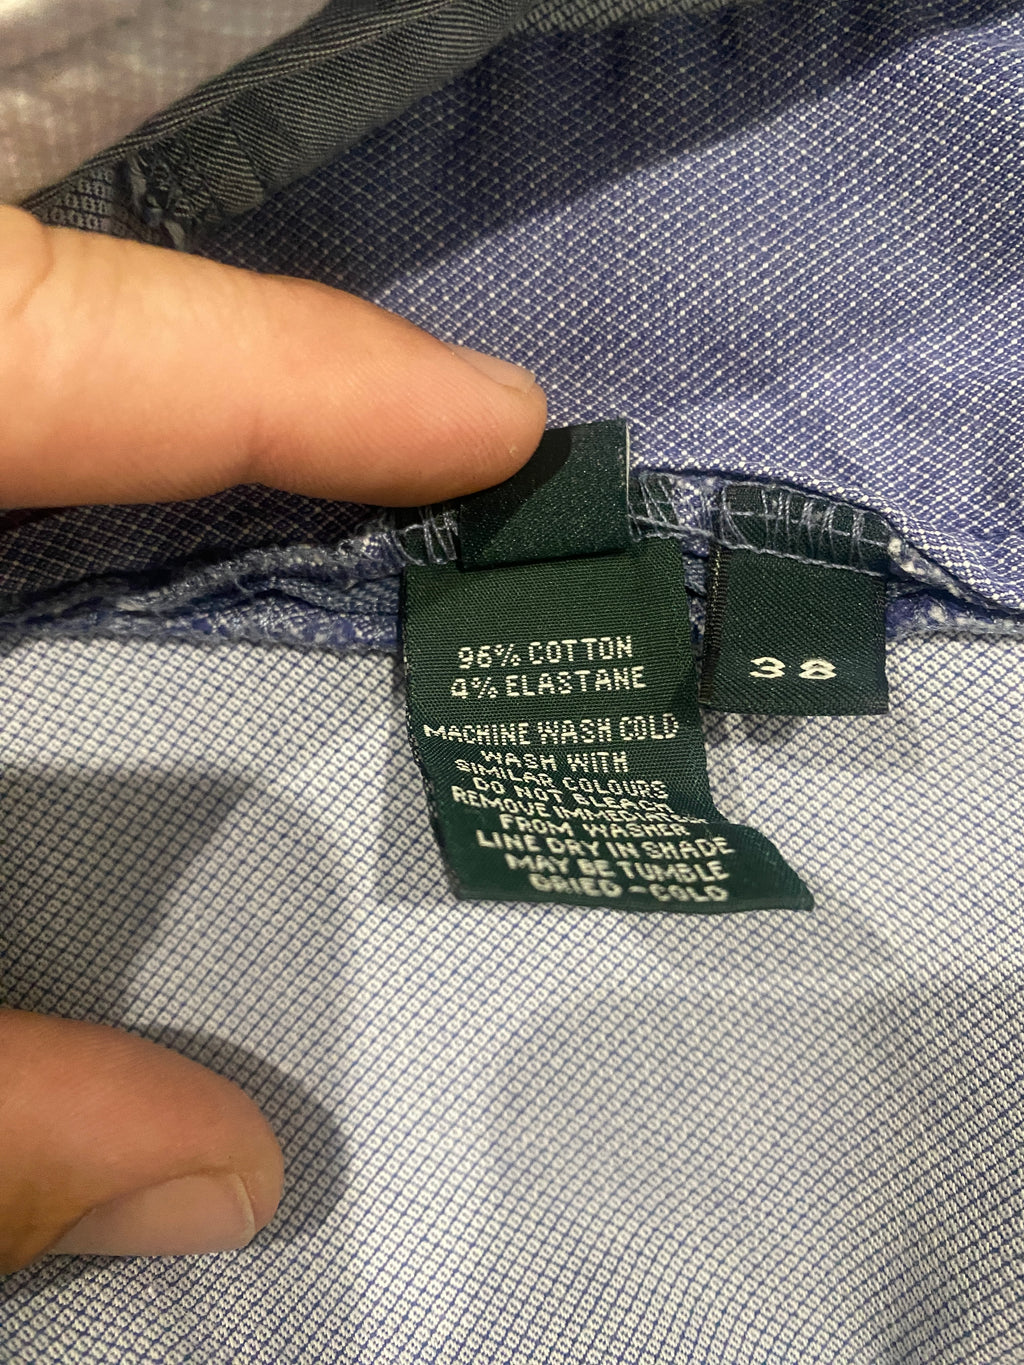 96% COTTON
4% ELASTANE
MACHINE WASH COLD
WASH WITH
SIMILAR COLOURS
DO NOT BLEACH
REMOVE IMMEDIATELY
FROM WASHER
LINE DRY IN SHADE
MAY BE TUMBLE
DRIED - COLD
38